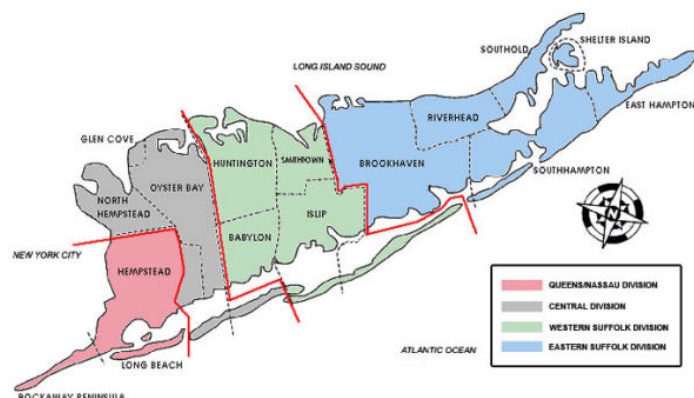 SOUTHOLD
SHELTER ISLAND
LONG ISLAND SOUND
EAST HAMPTON
RIVERHEAD
GLEN COVE
HUNTINGTON
SMITHTOWN
BROOKHAVEN
OYSTER BAY
SOUTHHAMPTON
NORTH
HEMPSTEAD
ISLIP
BABYLON
N
NEW YORK CITY
HEMPSTEAD
QUEENS/NASSAU DIVISION
CENTRAL DIVISION
WESTERN SUFFOLK DIVISION
EASTERN SUFFOLK DIVISION
ATLANTIC OCEAN
LONG BEACH
ROCKAWAY PENINSULA